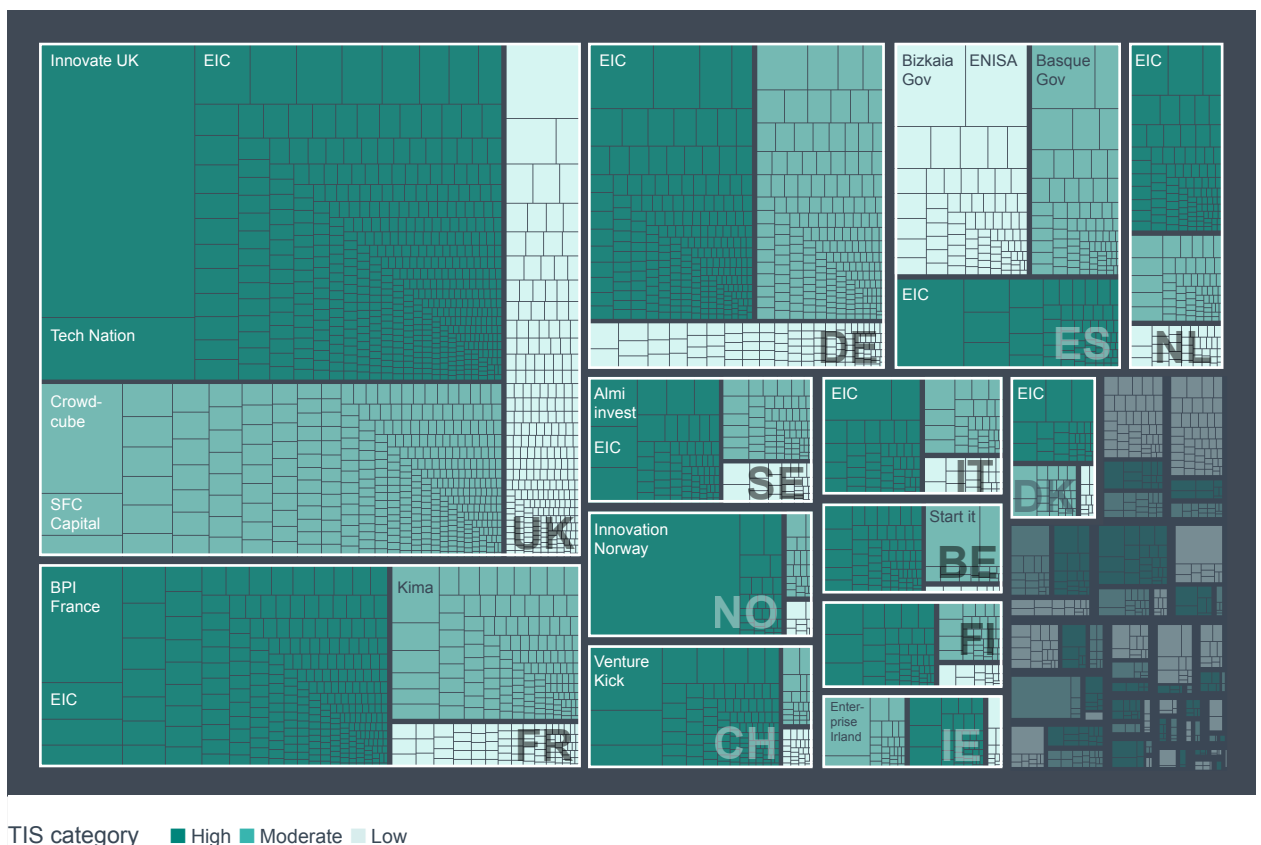 Innovate UK
EIC
Tech Nation
Crowd-
cube
SFC
Capital
UK
BPI
France
EIC
Kima
FR
EIC
DE
Bizkaia
Gov
ENISA
Basque
Gov
EIC
ES
EIC
NL
Almi
invest
EIC
SE
EIC
IT
EIC
DK
Innovation
Norway
NO
Start it
BE
FI
Venture
Kick
CH
Enter-
prise
Irland
IE
TIS category
High
Moderate
Low